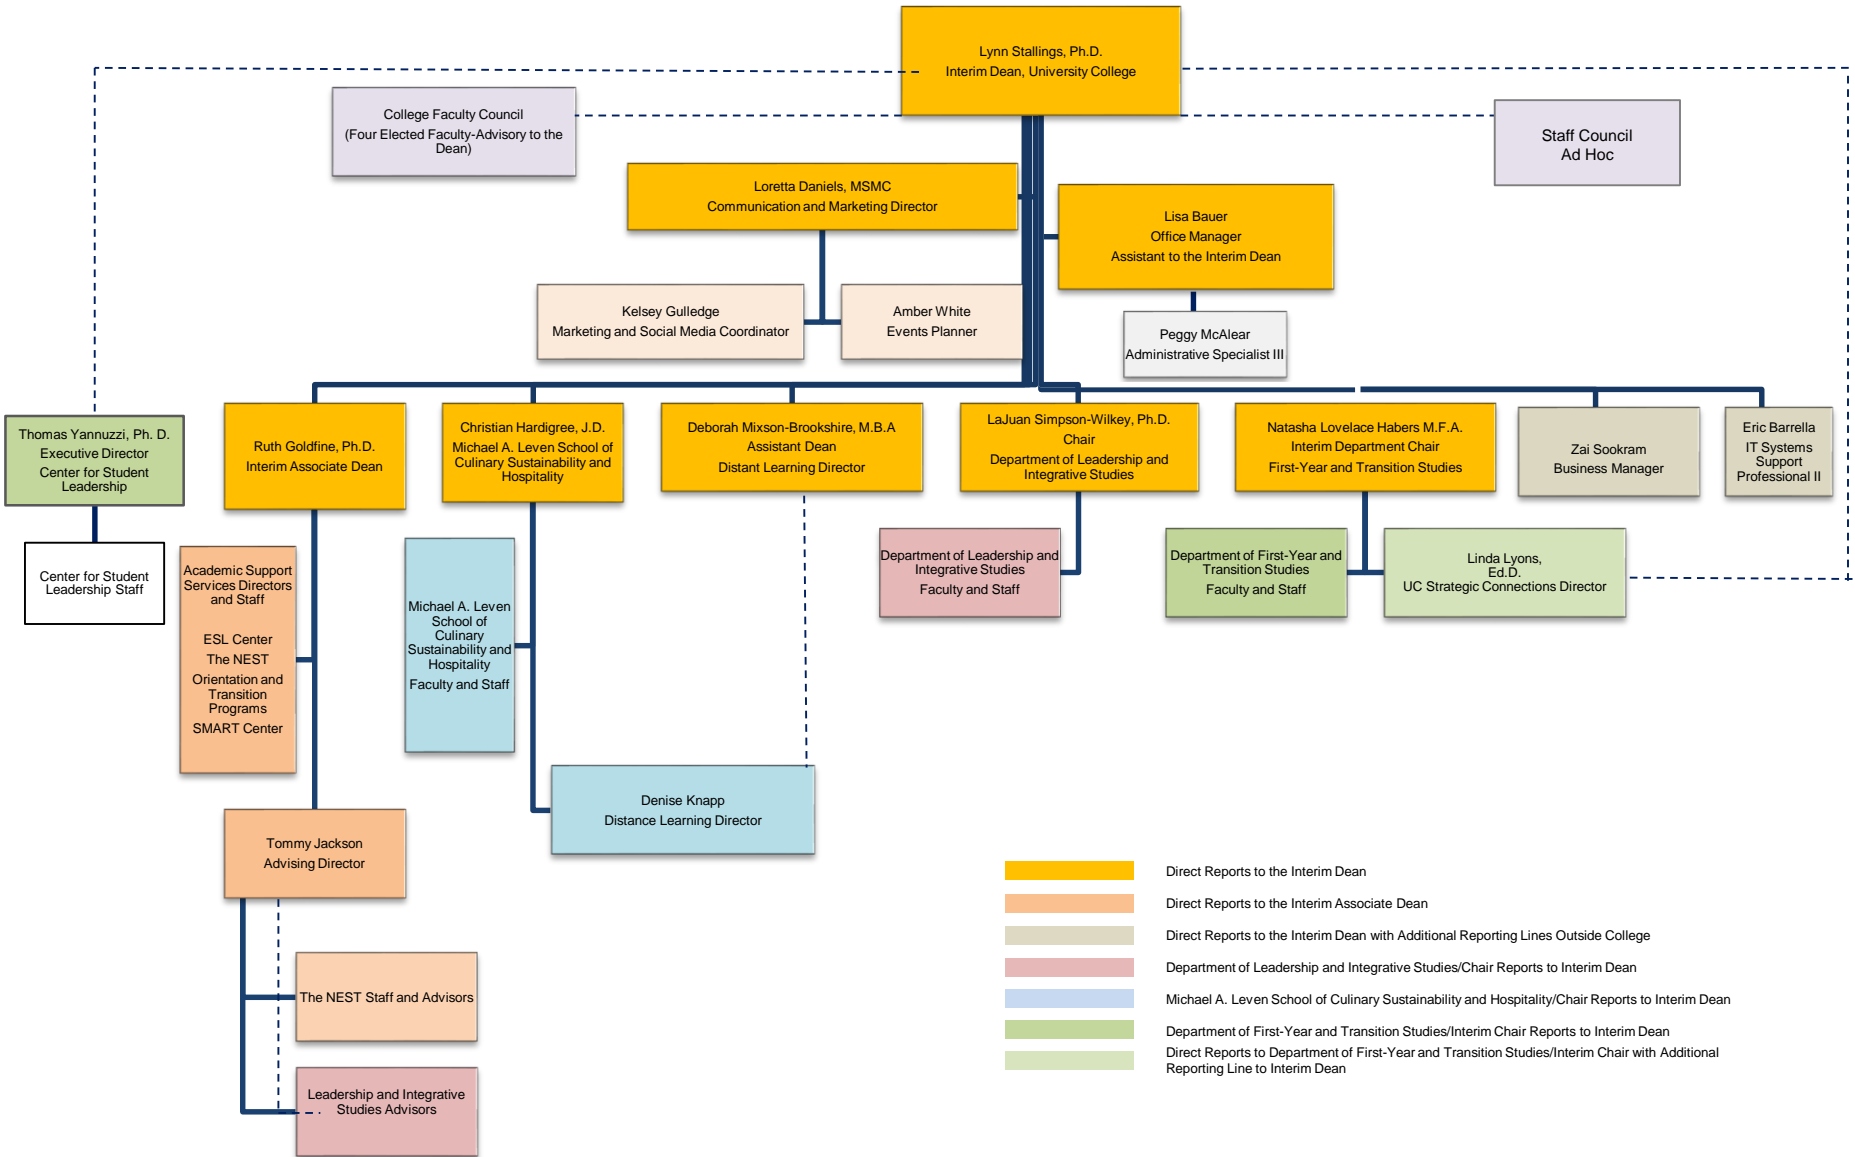 Lynn Stallings, Ph.D.
Interim Dean, University College
College Faculty Council
(Four Elected Faculty-Advisory to the
Dean)
Staff Council
Ad Hoc
Loretta Daniels, MSMC
Communication and Marketing Director
Lisa Bauer
Office Manager
Assistant to the Interim Dean
Kelsey Gulledge
Marketing and Social Media Coordinator
Amber White
Events Planner
Peggy McAlear
Administrative Specialist III
Thomas Yannuzzi, Ph. D.
Executive Director
Center for Student
Leadership
Ruth Goldfine, Ph.D.
Interim Associate Dean
Christian Hardigree, J.D.
Michael A. Leven School of
Culinary Sustainability and
Hospitality
Deborah Mixson-Brookshire, M.B.A
Assistant Dean
Distant Learning Director
LaJuan Simpson-Wilkey, Ph.D.
Chair
Department of Leadership and
Integrative Studies
Natasha Lovelace Habers M.F.A.
Interim Department Chair
First-Year and Transition Studies
Zai Sookram
Business Manager
Eric Barrella
IT Systems
Support
Professional II
Center for Student
Leadership Staff
Academic Support
Services Directors
and Staff
ESL Center
The NEST
Orientation and
Transition
Programs
SMART Center
Michael A. Leven
School of
Culinary
Sustainability and
Hospitality
Faculty and Staff
Department of Leadership and
Integrative Studies
Faculty and Staff
Department of First-Year and
Transition Studies
Faculty and Staff
Linda Lyons,
Ed.D.
UC Strategic Connections Director
Denise Knapp
Distance Learning Director
Tommy Jackson
Advising Director
The NEST Staff and Advisors
Leadership and Integrative
Studies Advisors
Direct Reports to the Interim Dean
Direct Reports to the Interim Associate Dean
Direct Reports to the Interim Dean with Additional Reporting Lines Outside College
Department of Leadership and Integrative Studies/Chair Reports to Interim Dean
Michael A. Leven School of Culinary Sustainability and Hospitality/Chair Reports to Interim Dean
Department of First-Year and Transition Studies/Interim Chair Reports to Interim Dean
Direct Reports to Department of First-Year and Transition Studies/Interim Chair with Additional
Reporting Line to Interim Dean